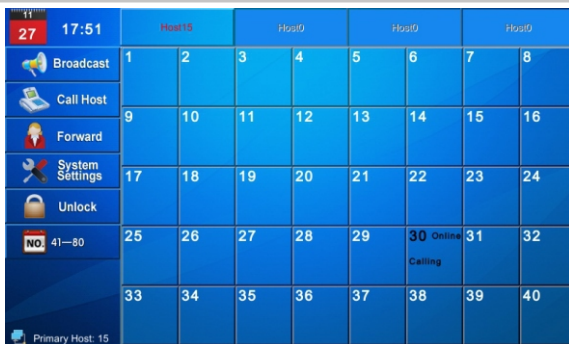 11
27 17:51
Host15 Host0 Host0 Host0
Broadcast
Call Host
Forward
System
Settings
Unlock
NO. 41—80
Primary Host: 15
1 2 3 4 5 6 7 8
9 10 11 12 13 14 15 16
17 18 19 20 21 22 23 24
25 26 27 28 29 30 Online 31 32
Calling
33 34 35 36 37 38 39 40